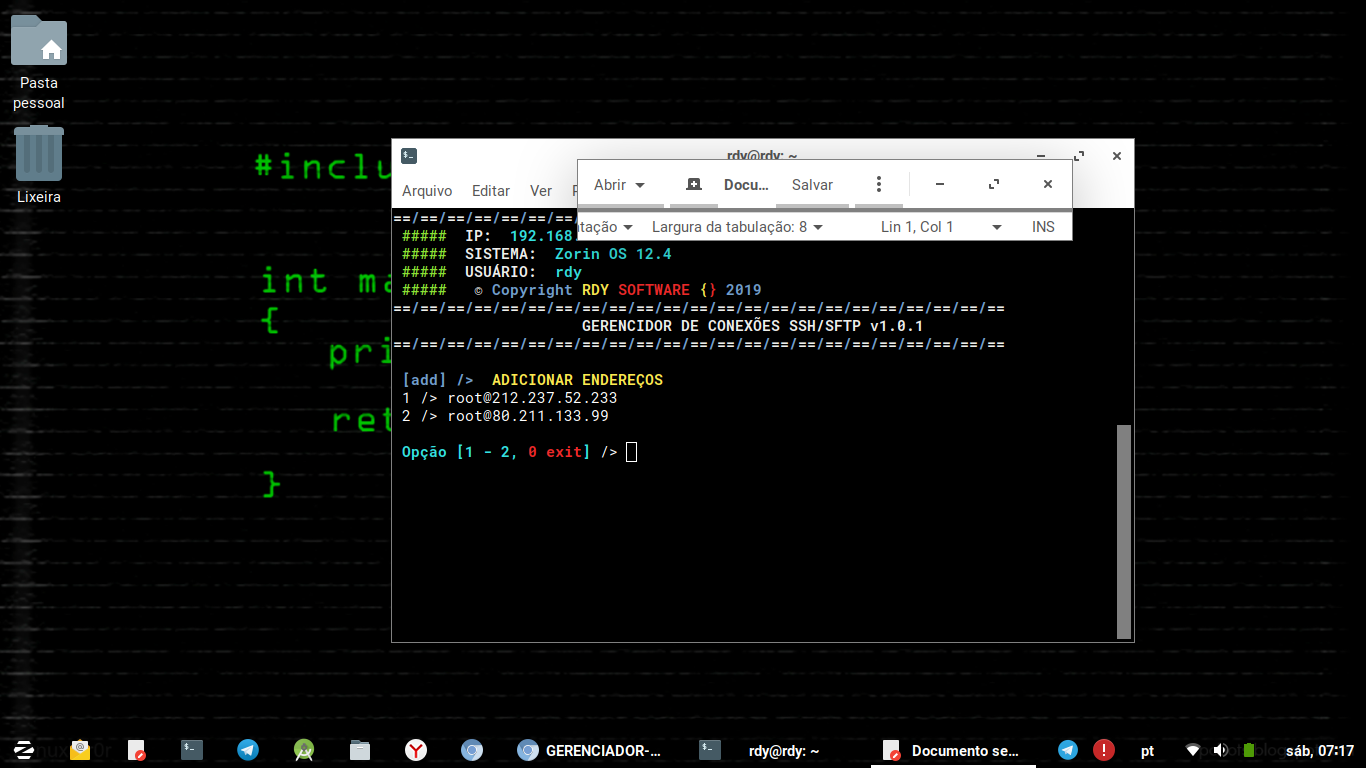 Pasta
pessoal
Lixeira
#inclu
int ma
{
pri
ret
}
rdy@rdy: ~
Arquivo Editar Ver
Abrir Docu... Salvar
tação Largura da tabulação: 8 Lin 1, Col 1 INS
==/==/==/==/==/==/
##### IP: 192.168.
##### SISTEMA: Zorin OS 12.4
##### USUÁRIO: rdy
##### © Copyright RDY SOFTWARE {} 2019
==/==/==/==/==/==/==/==/==/==/==/==/==/==/==/==/==/==/==/==/==/==/==
GERENCIDOR DE CONEXÕES SSH/SFTP v1.0.1
==/==/==/==/==/==/==/==/==/==/==/==/==/==/==/==/==/==/==/==/==/==/==
[add] /> ADICIONAR ENDEREÇOS
1 /> root@212.237.52.233
2 /> root@80.211.133.99
Opção [1 - 2, 0 exit] />
GERENCIADOR-... rdy@rdy: ~ Documento se... pt sáb, 07:17